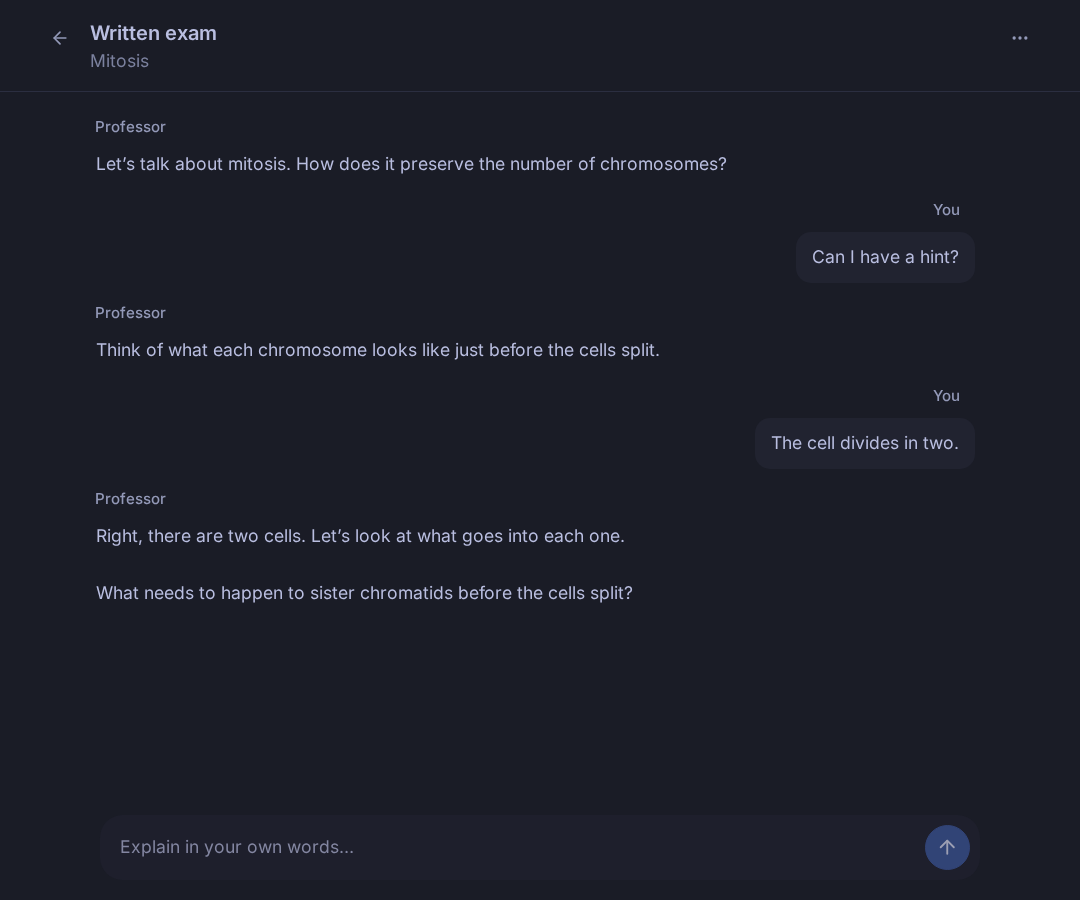 Written exam
Mitosis
Professor
Let’s talk about mitosis. How does it preserve the number of chromosomes?
You
Can I have a hint?
Professor
Think of what each chromosome looks like just before the cells split.
You
The cell divides in two.
Professor
Right, there are two cells. Let’s look at what goes into each one.
What needs to happen to sister chromatids before the cells split?
Explain in your own words...